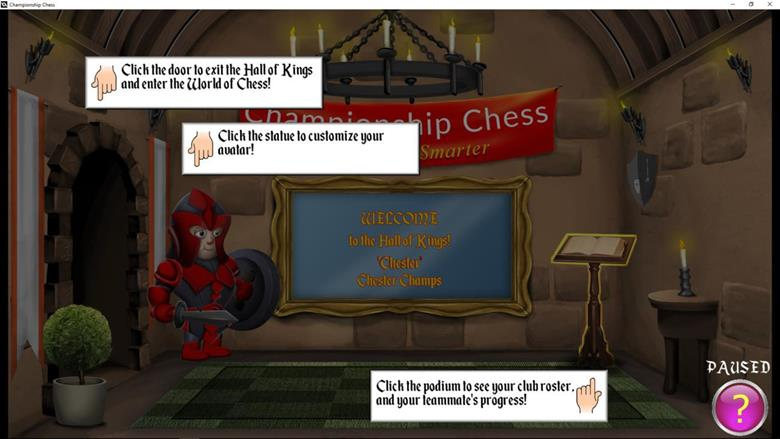 Championship Chess
Click the door to exit the Hall of Kings
and enter the World of Chess!
Championship Chess
Click the statue to customize your
avatar!
Smarter
WELCOME
to the Hall of Kings!
'Chester'
Chester Champs
PAUSED
Click the podium to see your club roster,
and your teammate's progress!
?